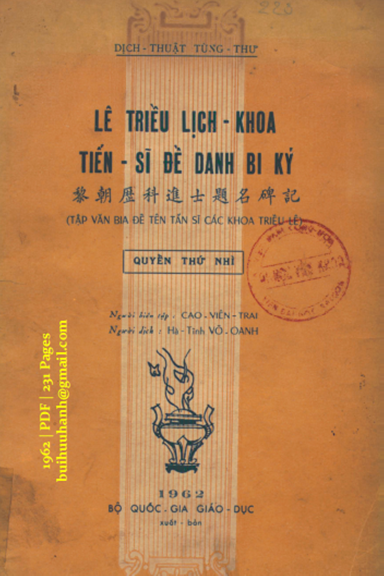 223
DỊCH - THUẬT TÙNG - THƯ
LÊ TRIỀU LỊCH - KHOA
TIẾN - SĨ ĐỀ DANH BI KÝ
黎朝歷科進士題名碑記
(TẬP VĂN BIA ĐỀ TÊN TẤN SĨ CÁC KHOA TRIỀU LÊ)
QUYỂN THỨ NHÌ
Người biên tập : CAO - VIÊN - TRAI
Người dịch : Hà - Tĩnh VÕ - OANH
1962
BỘ QUỐC - GIA GIÁO - DỤC
xuất - bản
1962 | PDF | 231 Pages
buihuuhanh@gmail.com